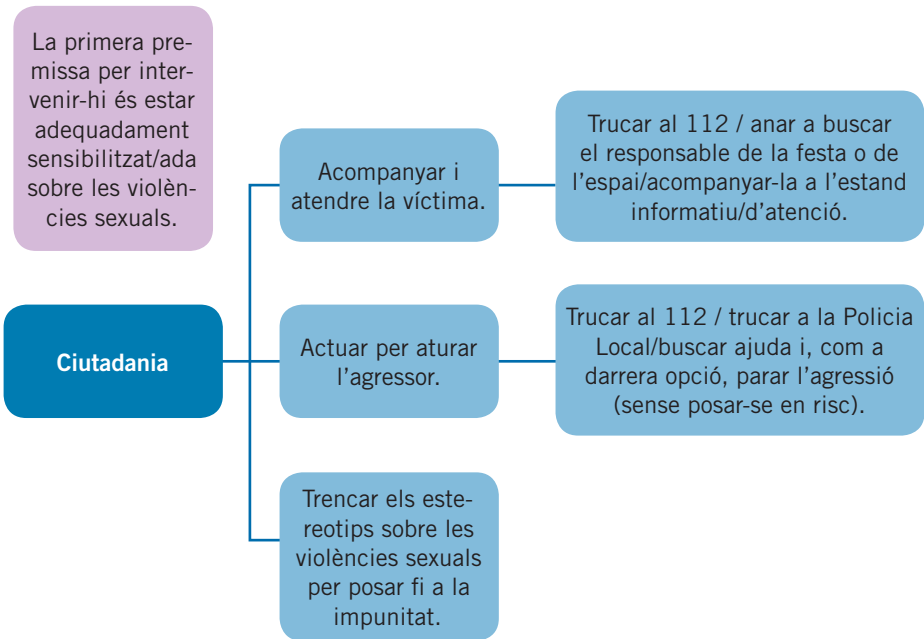 La primera pre-
missa per inter-
venir-hi és estar
adequadament
sensibilitzat/ada
sobre les violèn-
cies sexuals.
Ciutadania
Acompanyar i
atendre la víctima.
Trucar al 112 / anar a buscar
el responsable de la festa o de
l’espai/acompanyar-la a l’estand
informatiu/d’atenció.
Actuar per aturar
l’agressor.
Trucar al 112 / trucar a la Policia
Local/buscar ajuda i, com a
darrera opció, parar l’agressió
(sense posar-se en risc).
Trencar els este-
reotips sobre les
violències sexuals
per posar fi a la
impunitat.